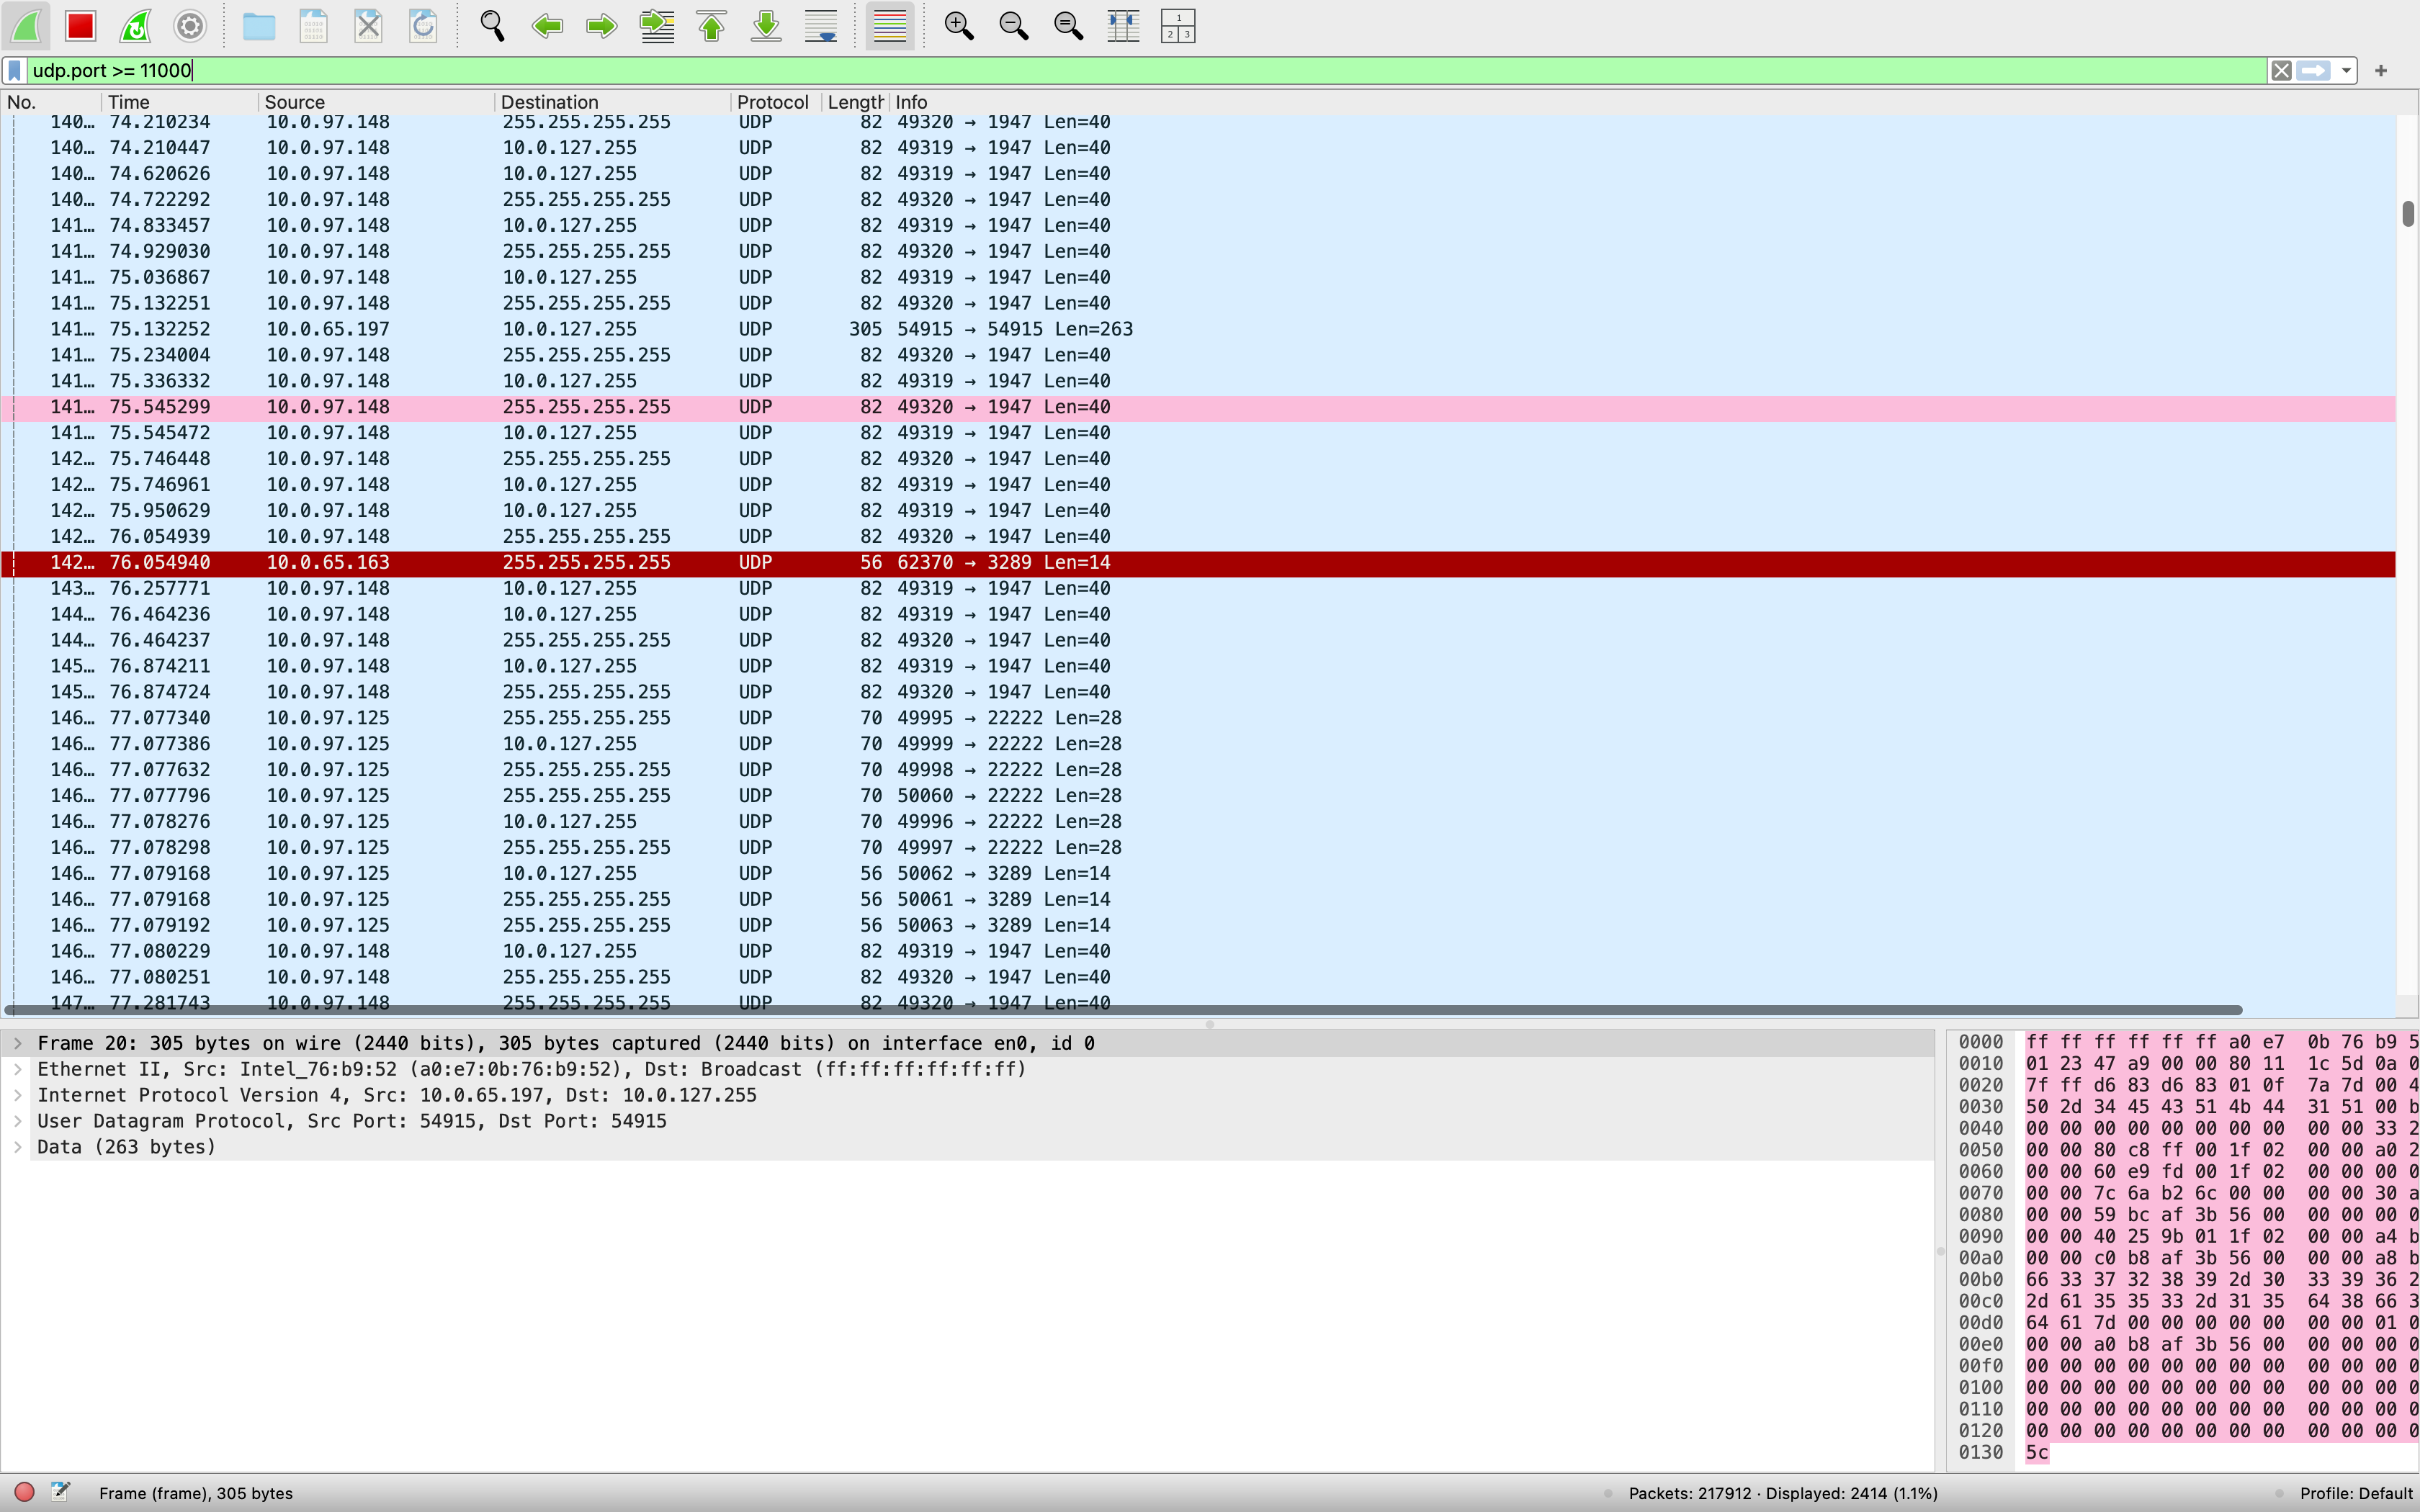 udp.port >= 11000
No. Time Source Destination Protocol Length Info
140… 74.210234 10.0.97.148 255.255.255.255 UDP 82 49320 → 1947 Len=40
140… 74.210447 10.0.97.148 10.0.127.255 UDP 82 49319 → 1947 Len=40
140… 74.620626 10.0.97.148 10.0.127.255 UDP 82 49319 → 1947 Len=40
140… 74.722292 10.0.97.148 255.255.255.255 UDP 82 49320 → 1947 Len=40
141… 74.833457 10.0.97.148 10.0.127.255 UDP 82 49319 → 1947 Len=40
141… 74.929030 10.0.97.148 255.255.255.255 UDP 82 49320 → 1947 Len=40
141… 75.036867 10.0.97.148 10.0.127.255 UDP 82 49319 → 1947 Len=40
141… 75.132251 10.0.97.148 255.255.255.255 UDP 82 49320 → 1947 Len=40
141… 75.132252 10.0.65.197 10.0.127.255 UDP 305 54915 → 54915 Len=263
141… 75.234004 10.0.97.148 255.255.255.255 UDP 82 49320 → 1947 Len=40
141… 75.336332 10.0.97.148 10.0.127.255 UDP 82 49319 → 1947 Len=40
141… 75.545299 10.0.97.148 255.255.255.255 UDP 82 49320 → 1947 Len=40
141… 75.545472 10.0.97.148 10.0.127.255 UDP 82 49319 → 1947 Len=40
142… 75.746448 10.0.97.148 255.255.255.255 UDP 82 49320 → 1947 Len=40
142… 75.746961 10.0.97.148 10.0.127.255 UDP 82 49319 → 1947 Len=40
142… 75.950629 10.0.97.148 10.0.127.255 UDP 82 49319 → 1947 Len=40
142… 76.054939 10.0.97.148 255.255.255.255 UDP 82 49320 → 1947 Len=40
142… 76.054940 10.0.65.163 255.255.255.255 UDP 56 62370 → 3289 Len=14
143… 76.257771 10.0.97.148 10.0.127.255 UDP 82 49319 → 1947 Len=40
144… 76.464236 10.0.97.148 10.0.127.255 UDP 82 49319 → 1947 Len=40
144… 76.464237 10.0.97.148 255.255.255.255 UDP 82 49320 → 1947 Len=40
145… 76.874211 10.0.97.148 10.0.127.255 UDP 82 49319 → 1947 Len=40
145… 76.874724 10.0.97.148 255.255.255.255 UDP 82 49320 → 1947 Len=40
146… 77.077340 10.0.97.125 255.255.255.255 UDP 70 49995 → 22222 Len=28
146… 77.077386 10.0.97.125 10.0.127.255 UDP 70 49999 → 22222 Len=28
146… 77.077632 10.0.97.125 255.255.255.255 UDP 70 49998 → 22222 Len=28
146… 77.077796 10.0.97.125 255.255.255.255 UDP 70 50060 → 22222 Len=28
146… 77.078276 10.0.97.125 10.0.127.255 UDP 70 49996 → 22222 Len=28
146… 77.078298 10.0.97.125 255.255.255.255 UDP 70 49997 → 22222 Len=28
146… 77.079168 10.0.97.125 10.0.127.255 UDP 56 50062 → 3289 Len=14
146… 77.079168 10.0.97.125 255.255.255.255 UDP 56 50061 → 3289 Len=14
146… 77.079192 10.0.97.125 255.255.255.255 UDP 56 50063 → 3289 Len=14
146… 77.080229 10.0.97.148 10.0.127.255 UDP 82 49319 → 1947 Len=40
146… 77.080251 10.0.97.148 255.255.255.255 UDP 82 49320 → 1947 Len=40
147… 77.281743 10.0.97.148 255.255.255.255 UDP 82 49320 → 1947 Len=40
Frame 20: 305 bytes on wire (2440 bits), 305 bytes captured (2440 bits) on interface en0, id 0
Ethernet II, Src: Intel_76:b9:52 (a0:e7:0b:76:b9:52), Dst: Broadcast (ff:ff:ff:ff:ff:ff)
Internet Protocol Version 4, Src: 10.0.65.197, Dst: 10.0.127.255
User Datagram Protocol, Src Port: 54915, Dst Port: 54915
Data (263 bytes)
0000 ff ff ff ff ff ff a0 e7 0b 76 b9 5
0010 01 23 47 a9 00 00 80 11 1c 5d 0a 0
0020 7f ff d6 83 d6 83 01 0f 7a 7d 00 4
0030 50 2d 34 45 43 51 4b 44 31 51 00 b
0040 00 00 00 00 00 00 00 00 00 00 33 2
0050 00 00 80 c8 ff 00 1f 02 00 00 a0 2
0060 00 00 60 e9 fd 00 1f 02 00 00 00 0
0070 00 00 7c 6a b2 6c 00 00 00 00 30 a
0080 00 00 59 bc af 3b 56 00 00 00 00 0
0090 00 00 40 25 9b 01 1f 02 00 00 a4 b
00a0 00 00 c0 b8 af 3b 56 00 00 00 a8 b
00b0 66 33 37 32 38 39 2d 30 33 39 36 2
00c0 2d 61 35 35 33 2d 31 35 64 38 66 3
00d0 64 61 7d 00 00 00 00 00 00 00 01 0
00e0 00 00 a0 b8 af 3b 56 00 00 00 00 0
00f0 00 00 00 00 00 00 00 00 00 00 00 0
0100 00 00 00 00 00 00 00 00 00 00 00 0
0110 00 00 00 00 00 00 00 00 00 00 00 0
0120 00 00 00 00 00 00 00 00 00 00 00 0
0130 5c
Frame (frame), 305 bytes
Packets: 217912 · Displayed: 2414 (1.1%)
Profile: Default